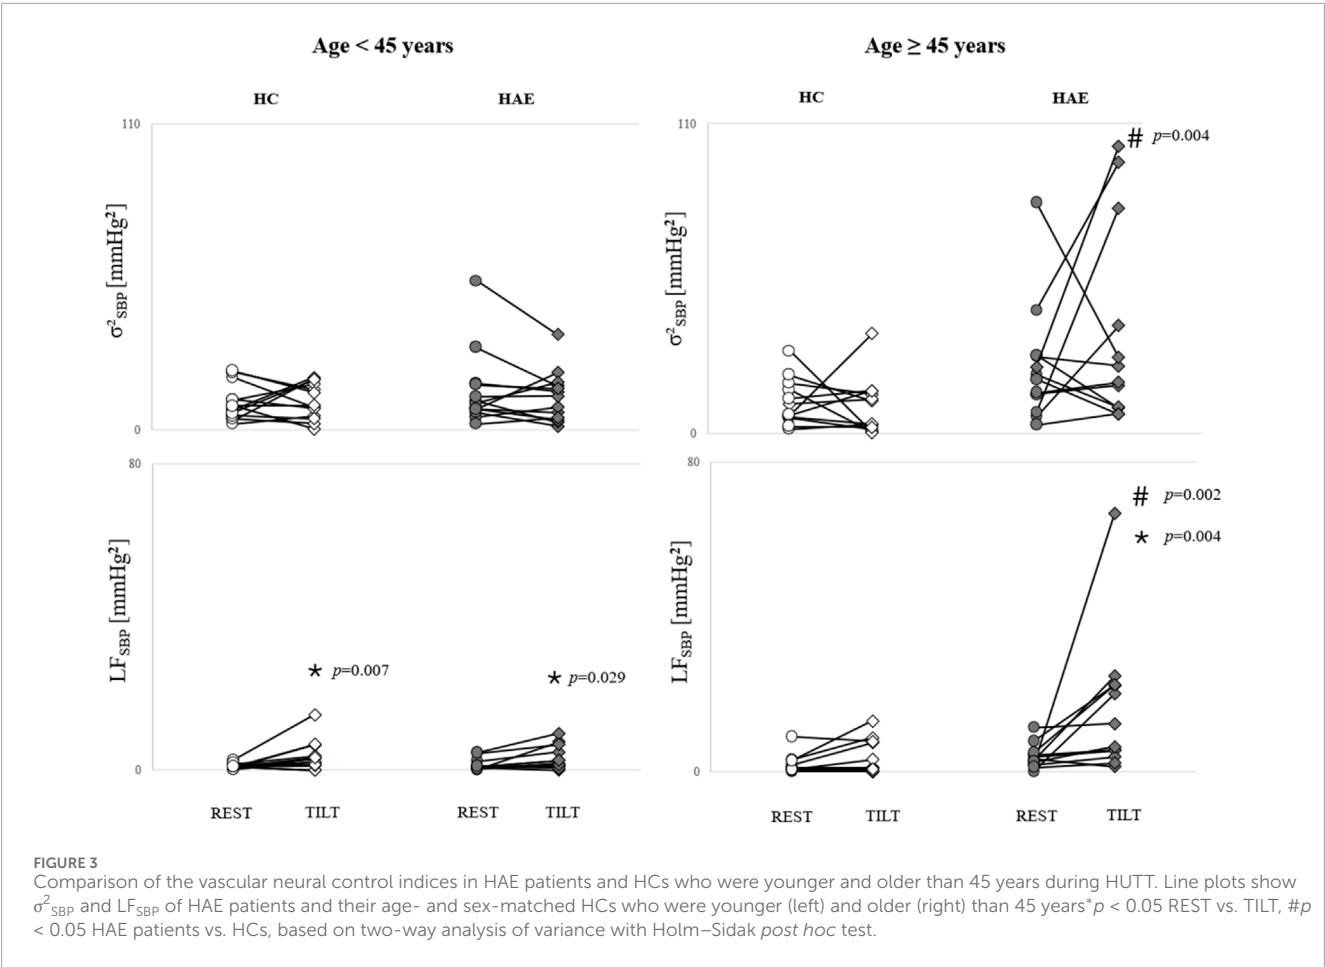 Age < 45 years
Age ≥ 45 years
HC
HAE
HC
HAE
110
σ²SBP [mmHg²]
0
110
σ²SBP [mmHg²]
0
# p=0.004
80
LFSBP [mmHg²]
0
* p=0.007
* p=0.029
80
LFSBP [mmHg²]
0
# p=0.002
* p=0.004
REST
TILT
REST
TILT
REST
TILT
REST
TILT
FIGURE 3
Comparison of the vascular neural control indices in HAE patients and HCs who were younger and older than 45 years during HUTT. Line plots show
σ²SBP and LFSBP of HAE patients and their age- and sex-matched HCs who were younger (left) and older (right) than 45 years*p < 0.05 REST vs. TILT, #p
< 0.05 HAE patients vs. HCs, based on two-way analysis of variance with Holm–Sidak post hoc test.